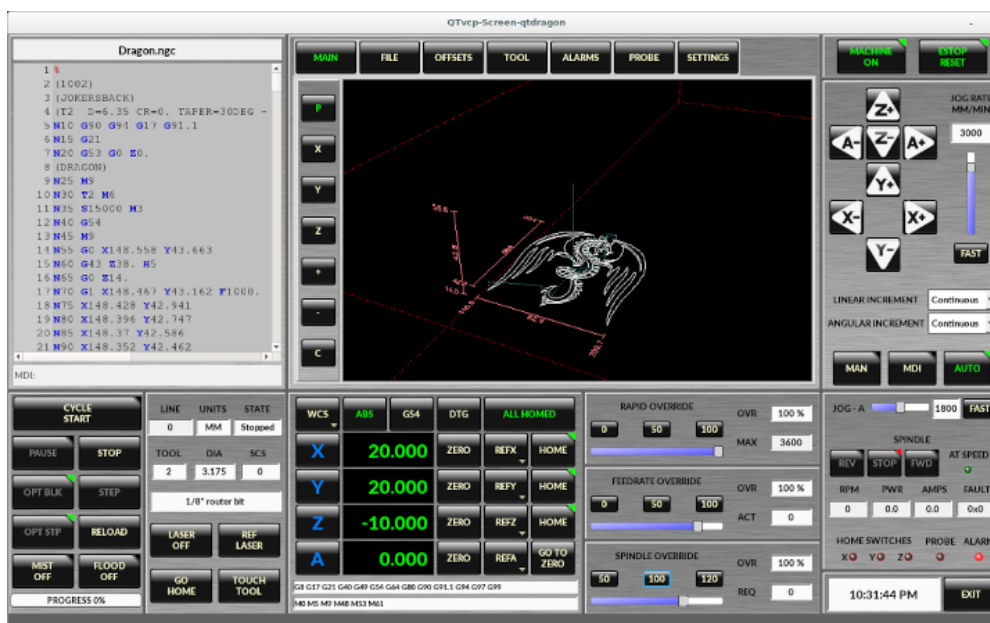 QTvcp-Screen-qtdragon
Dragon.ngc
1 %
2 (1002)
3 (JOKERSBACK)
4 (T2 D=6.35 CR=0. TAPER=30DEG -
5 N10 G90 G94 G17 G91.1
6 N15 G21
7 N20 G53 G0 Z0.
8 (DRAGON)
9 N25 M9
10 N30 T2 M6
11 N35 S15000 M3
12 N40 G54
13 N45 M9
14 N55 G0 X148.558 Y43.663
15 N60 G43 Z38. H5
16 N65 G0 Z14.
17 N70 G1 X148.467 Y43.162 F1000.
18 N75 X148.428 Y42.941
19 N80 X148.396 Y42.747
20 N85 X148.37 Y42.586
21 N90 X148.352 Y42.462
MDI:
MAIN FILE OFFSETS TOOL ALARMS PROBE SETTINGS
P
X
Y
Z
+
-
C
MACHINE ON
ESTOP RESET
JOG RATE
MM/MIN
3000
Z+
A- Z- A+
Y+
X- X+
Y-
FAST
LINEAR INCREMENT Continuous
ANGULAR INCREMENT Continuous
MAN MDI AUTO
CYCLE START
PAUSE STOP
OPT BLK STEP
OPT STP RELOAD
MIST OFF
FLOOD OFF
PROGRESS 0%
LINE UNITS STATE
0 MM Stopped
TOOL DIA SCS
2 3.175 0
1/8" router bit
LASER OFF
REF LASER
GO HOME
TOUCH TOOL
WCS ABS G54 DTG ALL HOMED
X 20.000 ZERO REFX HOME
Y 20.000 ZERO REFY HOME
Z -10.000 ZERO REFZ HOME
A 0.000 ZERO REFA GO TO ZERO
G8 G17 G21 G40 G49 G54 G64 G80 G90 G91.1 G94 G97 G99
M0 M5 M9 M48 M53 M61
RAPID OVERRIDE
0 50 100
OVR 100 %
MAX 3600
FEEDRATE OVERRIDE
0 50 100
OVR 100 %
ACT 0
SPINDLE OVERRIDE
50 100 120
OVR 100 %
REQ 0
JOG - A 1800 FAST
SPINDLE
REV STOP FWD
AT SPEED
RPM PWR AMPS FAULT
0 0.0 0.0 0x0
HOME SWITCHES PROBE ALARM
X Y Z
10:31:44 PM EXIT